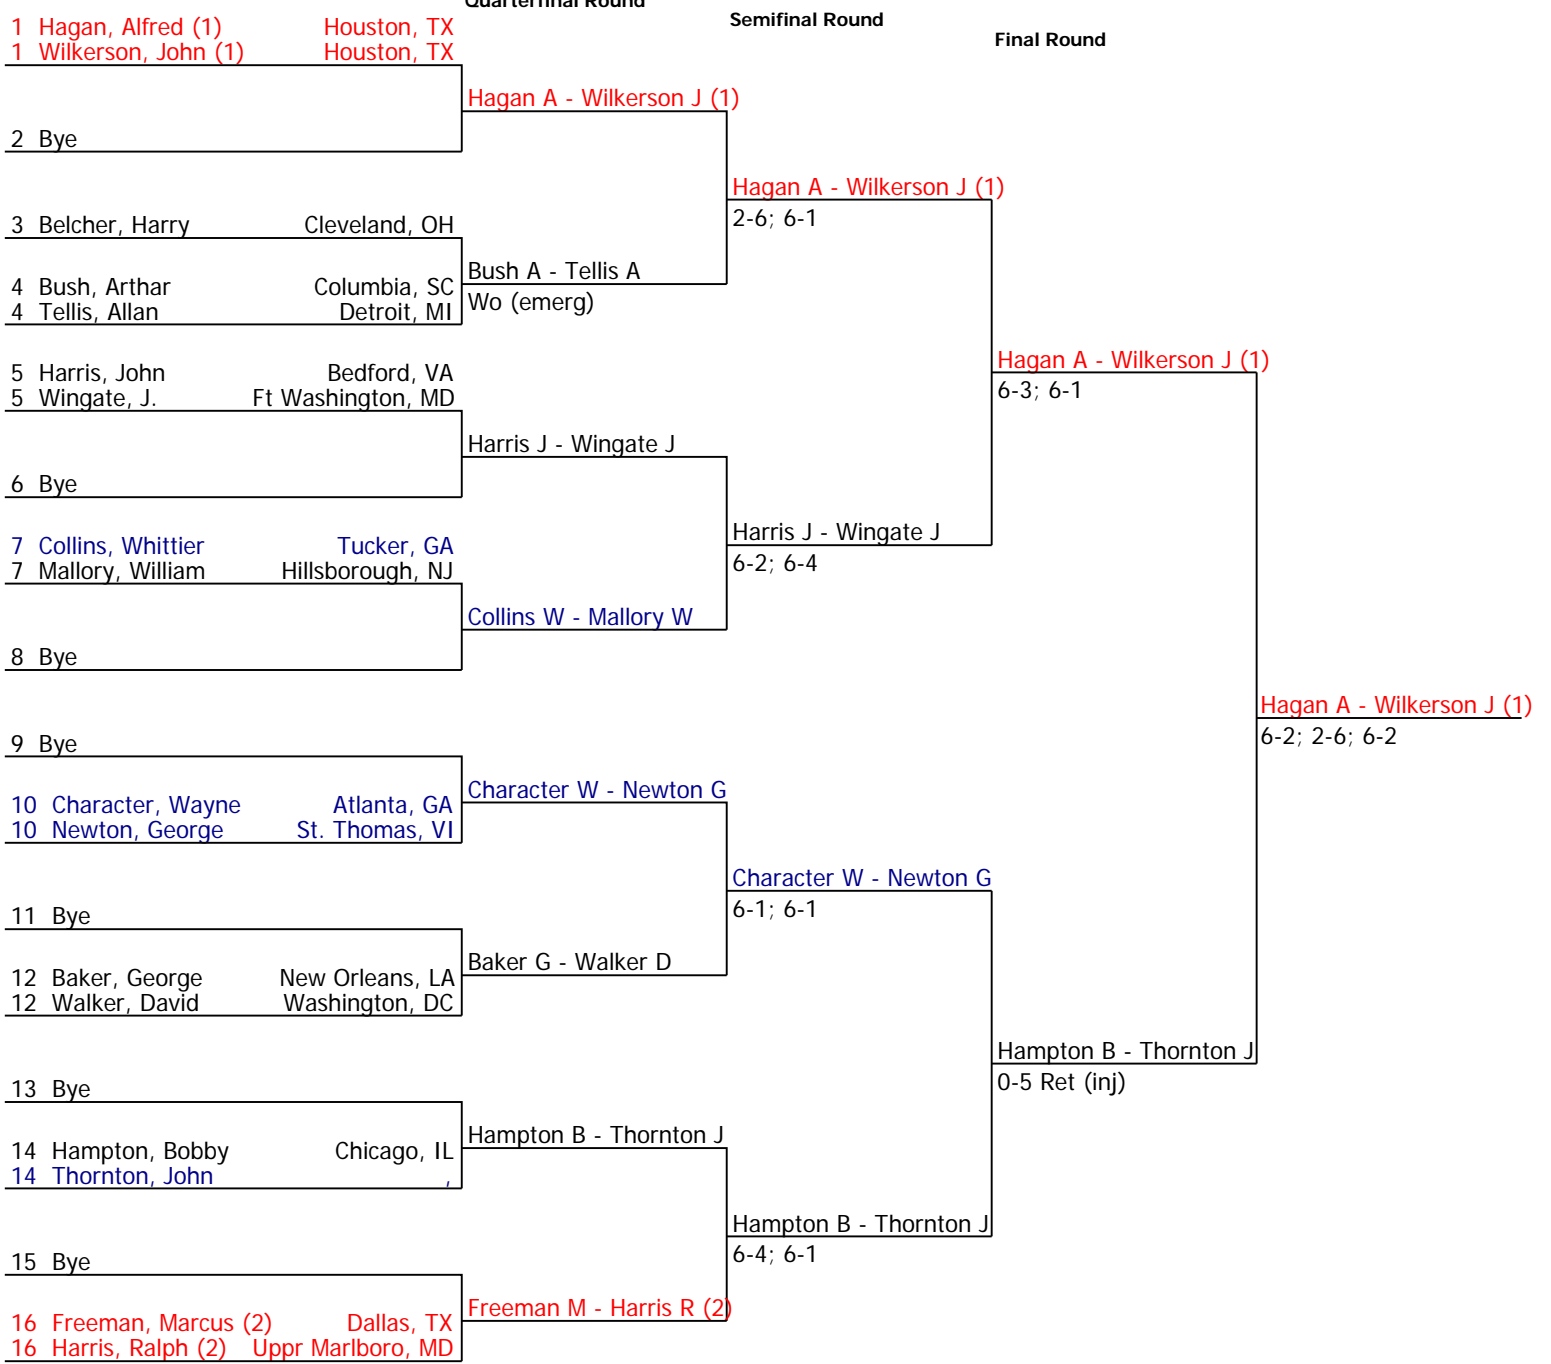 Quarterfinal Round
Semifinal Round
Final Round
1 Hagan, Alfred (1) Houston, TX
1 Wilkerson, John (1) Houston, TX
Hagan A - Wilkerson J (1)
2 Bye
Hagan A - Wilkerson J (1)
2-6; 6-1
3 Belcher, Harry Cleveland, OH
Bush A - Tellis A
Wo (emerg)
4 Bush, Arthar Columbia, SC
4 Tellis, Allan Detroit, MI
Hagan A - Wilkerson J (1)
6-3; 6-1
5 Harris, John Bedford, VA
5 Wingate, J. Ft Washington, MD
Harris J - Wingate J
6 Bye
Harris J - Wingate J
6-2; 6-4
7 Collins, Whittier Tucker, GA
7 Mallory, William Hillsborough, NJ
Collins W - Mallory W
8 Bye
Hagan A - Wilkerson J (1)
6-2; 2-6; 6-2
9 Bye
Character W - Newton G
10 Character, Wayne Atlanta, GA
10 Newton, George St. Thomas, VI
Character W - Newton G
6-1; 6-1
11 Bye
Baker G - Walker D
12 Baker, George New Orleans, LA
12 Walker, David Washington, DC
Hampton B - Thornton J
0-5 Ret (inj)
13 Bye
Hampton B - Thornton J
14 Hampton, Bobby Chicago, IL
14 Thornton, John ,
Hampton B - Thornton J
6-4; 6-1
15 Bye
Freeman M - Harris R (2)
16 Freeman, Marcus (2) Dallas, TX
16 Harris, Ralph (2) Uppr Marlboro, MD